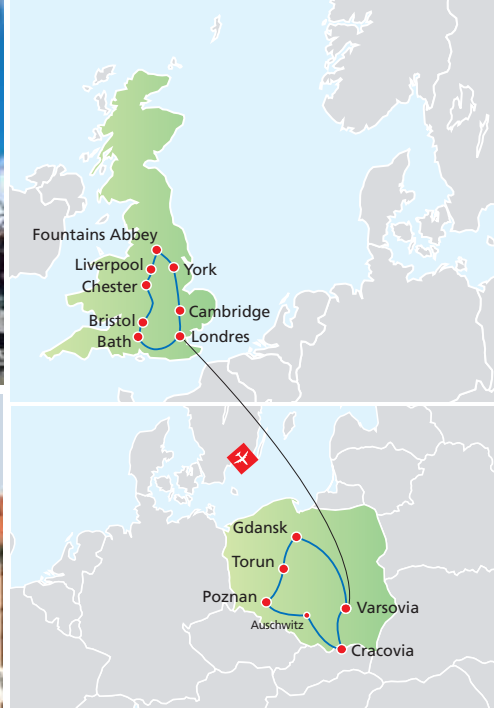 Fountains Abbey
Liverpool
York
Chester
Cambridge
Bristol
Londres
Bath
Gdansk
Torun
Poznan
Varsovia
Auschwitz
Cracovia